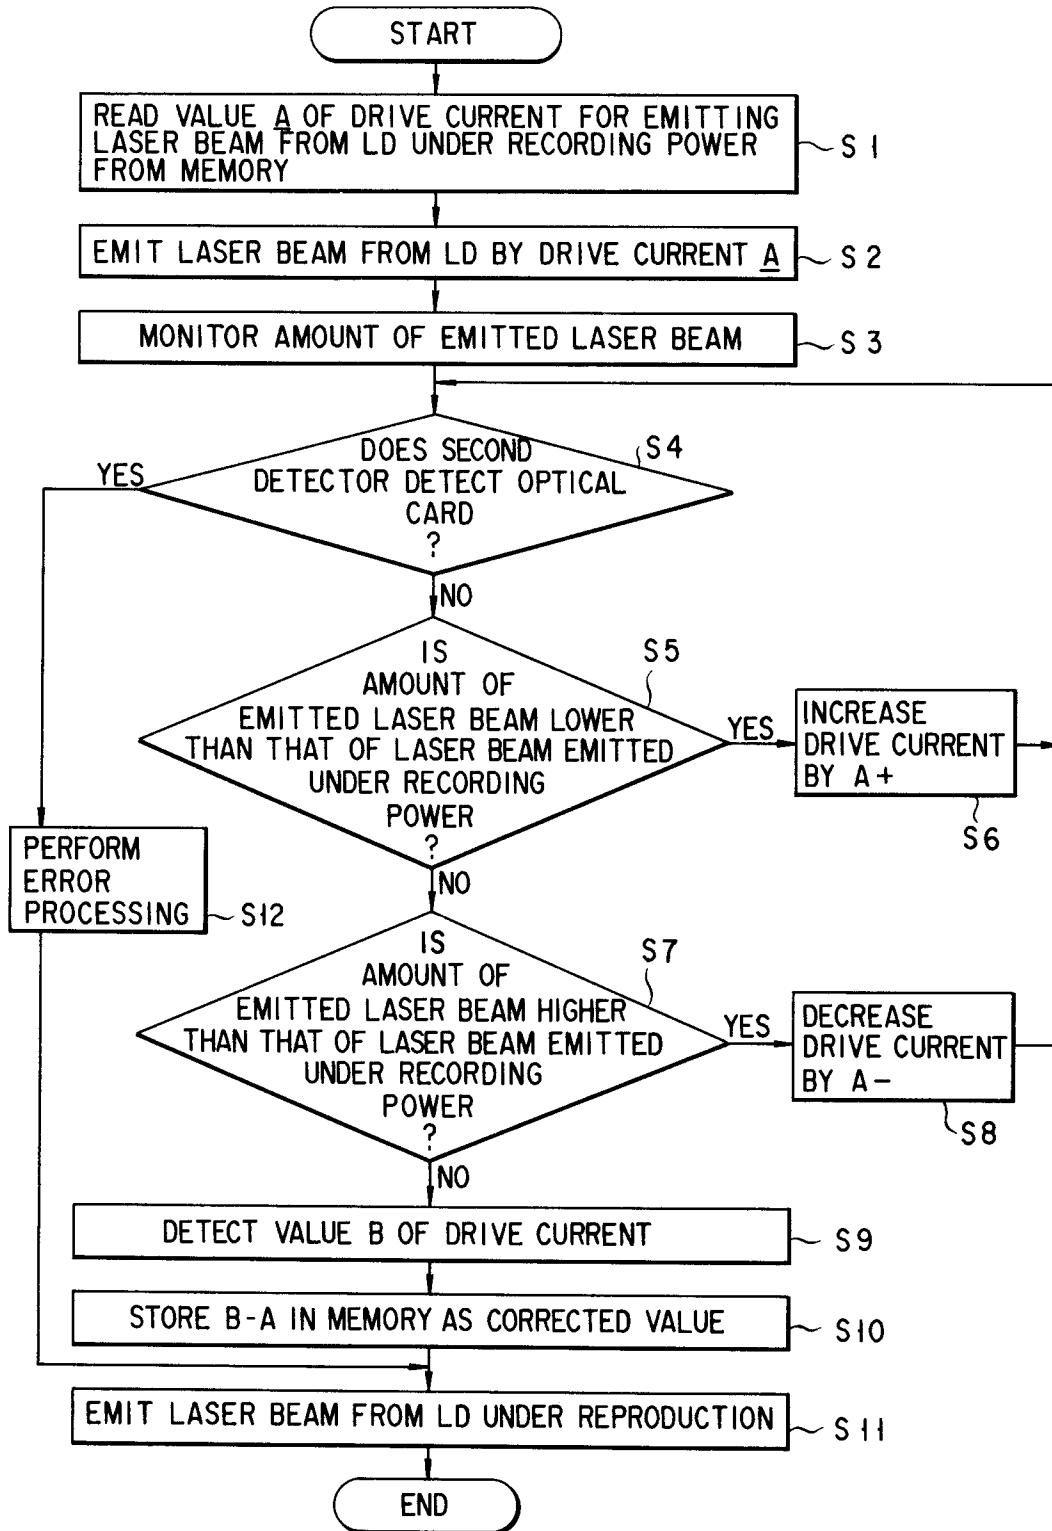 START
READ VALUE A OF DRIVE CURRENT FOR EMITTING
LASER BEAM FROM LD UNDER RECORDING POWER
FROM MEMORY
S1
EMIT LASER BEAM FROM LD BY DRIVE CURRENT A
S2
MONITOR AMOUNT OF EMITTED LASER BEAM
S3
DOES SECOND
DETECTOR DETECT OPTICAL
CARD
?
S4
YES
NO
IS
AMOUNT OF
EMITTED LASER BEAM LOWER
THAN THAT OF LASER BEAM EMITTED
UNDER RECORDING
POWER
?
S5
YES
INCREASE
DRIVE CURRENT
BY A+
S6
NO
PERFORM
ERROR
PROCESSING
S12
IS
AMOUNT OF
EMITTED LASER BEAM HIGHER
THAN THAT OF LASER BEAM EMITTED
UNDER RECORDING
POWER
?
S7
YES
DECREASE
DRIVE CURRENT
BY A-
S8
NO
DETECT VALUE B OF DRIVE CURRENT
S9
STORE B-A IN MEMORY AS CORRECTED VALUE
S10
EMIT LASER BEAM FROM LD UNDER REPRODUCTION
S11
END